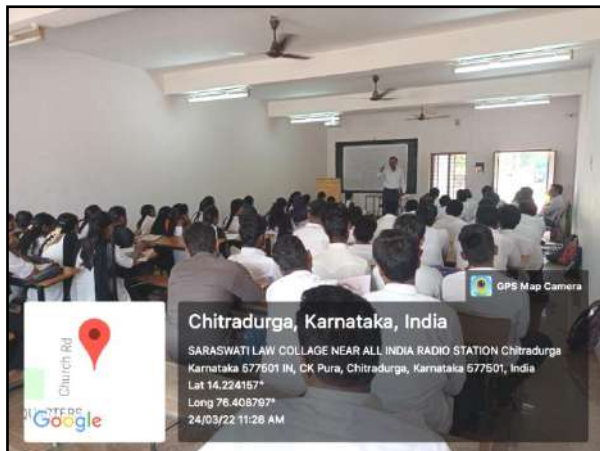 GPS Map Camera
Chitradurga, Karnataka, India
SARASWATI LAW COLLAGE NEAR ALL INDIA RADIO STATION Chitradurga
Karnataka 577601 IN, CK Pura, Chitradurga, Karnataka 577501, India
Lat 14.224157°
Long 76.408797°
24/03/22 11:28 AM
Church Rd
Google